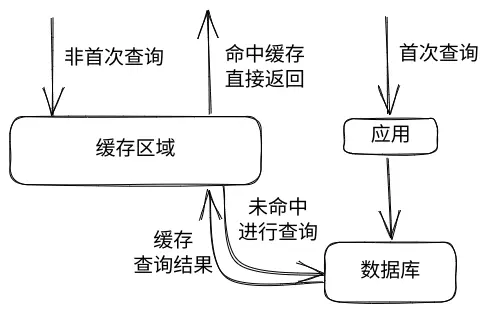 非首次查询
命中缓存
直接返回
首次查询
缓存区域
应用
未命中
进行查询
缓存
查询结果
数据库